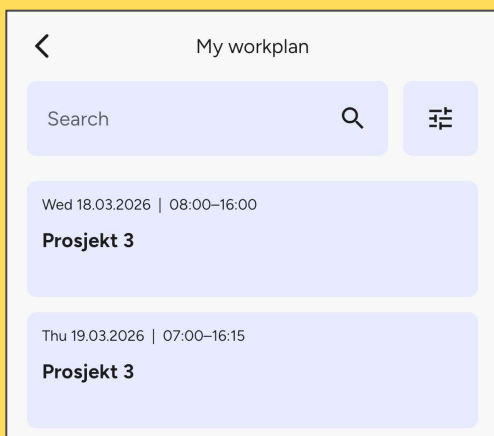 My workplan
Search
Wed 18.03.2026 | 08:00–16:00
Prosjekt 3
Thu 19.03.2026 | 07:00–16:15
Prosjekt 3